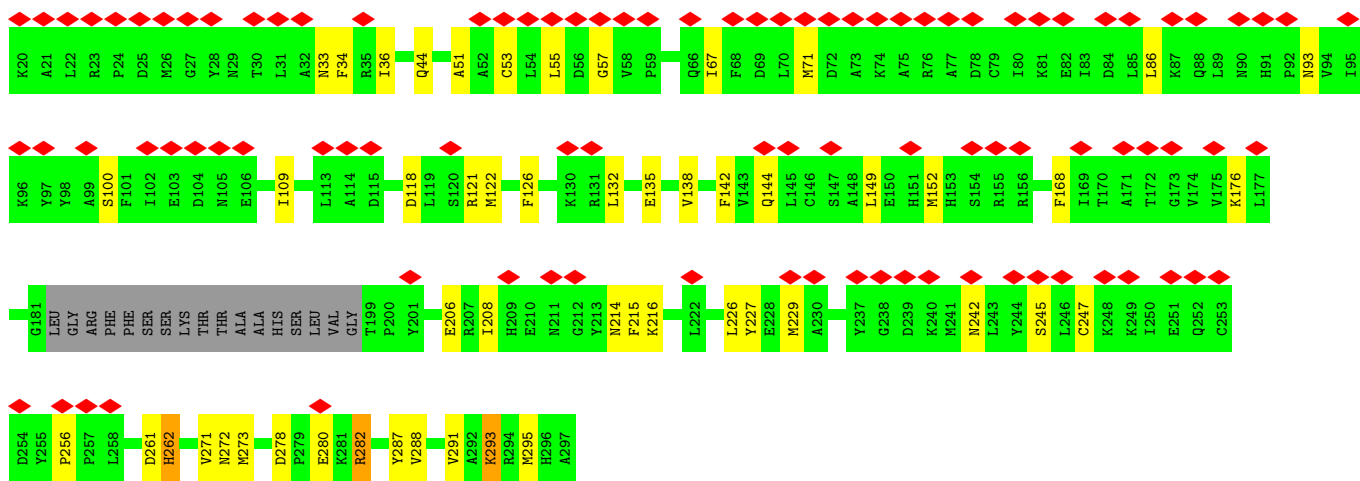 K20 A21 L22 R23 P24 D25 M26 G27 Y28 N29 T30 L31 A32 N33 F34 R35 I36 Q44 A51 A52 C53 L54 L55 D56 G57 V58 P59 Q66 I67 F68 D69 L70 M71 D72 A73 K74 A75 R76 A77 D78 C79 I80 K81 E82 I83 D84 L85 L86 K87 Q88 L89 N90 H91 P92 N93 V94 I95
K96 Y97 Y98 A99 S100 F101 I102 E103 D104 N105 E106 I109 L113 A114 D115 D118 L119 S120 R121 M122 F126 K130 R131 L132 E135 V138 F142 V143 Q144 L145 C146 S147 A148 L149 E150 H151 M152 H153 S154 R155 R156 F168 I169 T170 A171 T172 G173 V174 V175 K176 L177
G181 LEU GLY ARG PHE PHE SER SER LYS THR THR ALA ALA HIS SER LEU VAL GLY T199 P200 Y201 E206 R207 I208 H209 E210 N211 G212 Y213 N214 F215 K216 L222 L226 Y227 E228 M229 A230 Y237 G238 D239 K240 M241 N242 L243 Y244 S245 L246 C247 K248 K249 I250 E251 Q252 C253
D254 Y255 P256 P257 L258 D261 H262 V271 N272 M273 D278 P279 E280 K281 R282 Y287 V288 V291 A292 K293 R294 M295 H296 A297